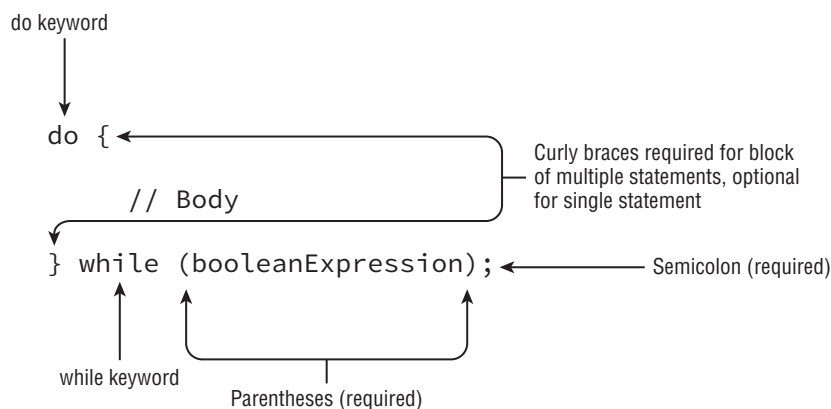 do keyword
do {
Curly braces required for block
of multiple statements, optional
for single statement
// Body
} while (booleanExpression);
Semicolon (required)
while keyword
Parentheses (required)